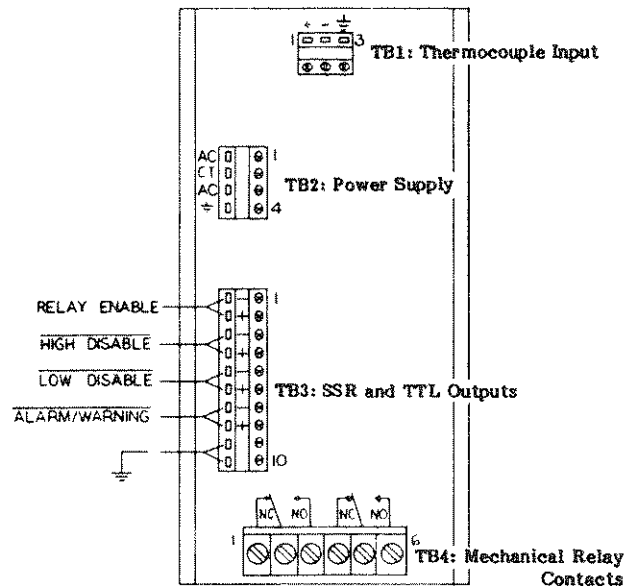 + -
1 3
TB1: Thermocouple Input
AC 1
CT
AC
4
TB2: Power Supply
1
RELAY ENABLE -
+
HIGH DISABLE -
+
LOW DISABLE -
+
ALARM/WARNING -
+
10
TB3: SSR and TTL Outputs
NC NO NC NO
1 6
TB4: Mechanical Relay
Contacts